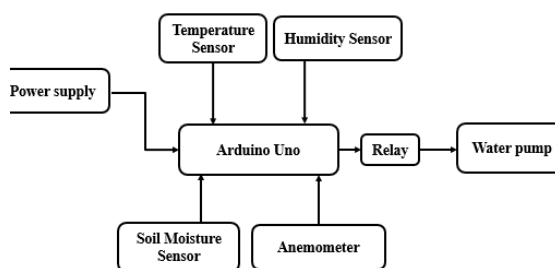 Temperature
Sensor
Humidity Sensor
Power supply
Arduino Uno
Relay
Water pump
Soil Moisture
Sensor
Anemometer